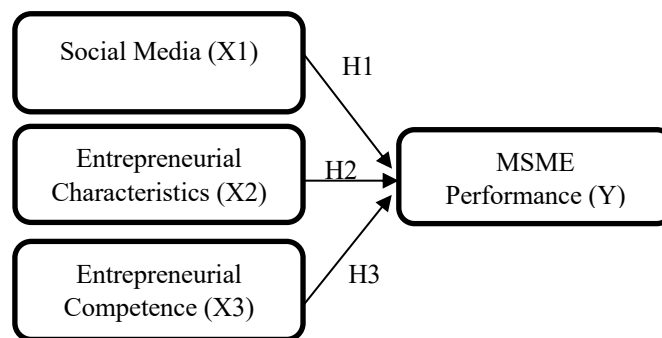 Social Media (X1)
H1
Entrepreneurial
Characteristics (X2)
H2
MSME
Performance (Y)
Entrepreneurial
Competence (X3)
H3